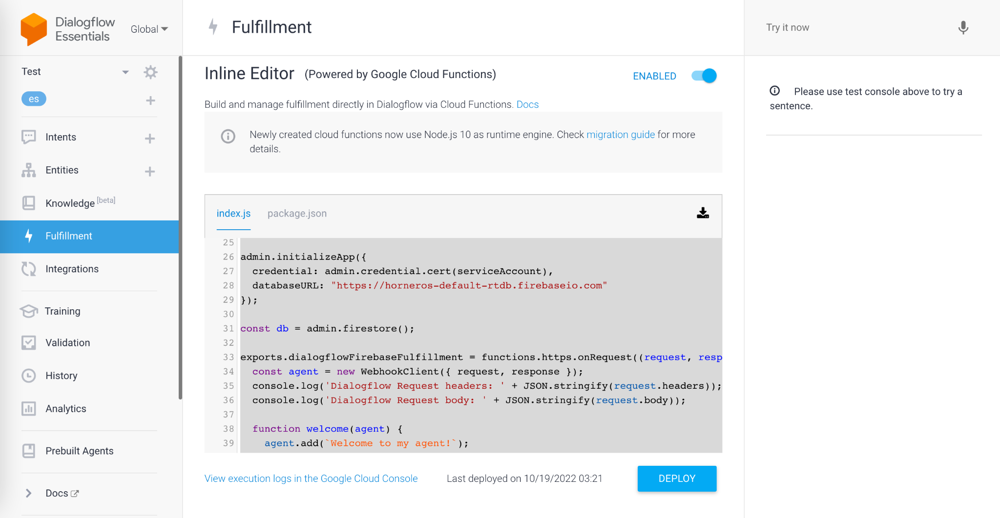 Dialogflow
Essentials
Global
Test
es
Intents
Entities
Knowledge [beta]
Fulfillment
Integrations
Training
Validation
History
Analytics
Prebuilt Agents
Docs
Fulfillment
Inline Editor (Powered by Google Cloud Functions)
ENABLED
Build and manage fulfillment directly in Dialogflow via Cloud Functions. Docs
Newly created cloud functions now use Node.js 10 as runtime engine. Check migration guide for more
details.
index.js package.json
25
26 admin.initializeApp({
27   credential: admin.credential.cert(serviceAccount),
28   databaseURL: "https://horneros-default-rtdb.firebaseio.com"
29 });
30
31 const db = admin.firestore();
32
33 exports.dialogflowFirebaseFulfillment = functions.https.onRequest((request, resp
34   const agent = new WebhookClient({ request, response });
35   console.log('Dialogflow Request headers: ' + JSON.stringify(request.headers));
36   console.log('Dialogflow Request body: ' + JSON.stringify(request.body));
37
38   function welcome(agent) {
39     agent.add(`Welcome to my agent!`);
View execution logs in the Google Cloud Console
Last deployed on 10/19/2022 03:21
DEPLOY
Try it now
Please use test console above to try a
sentence.